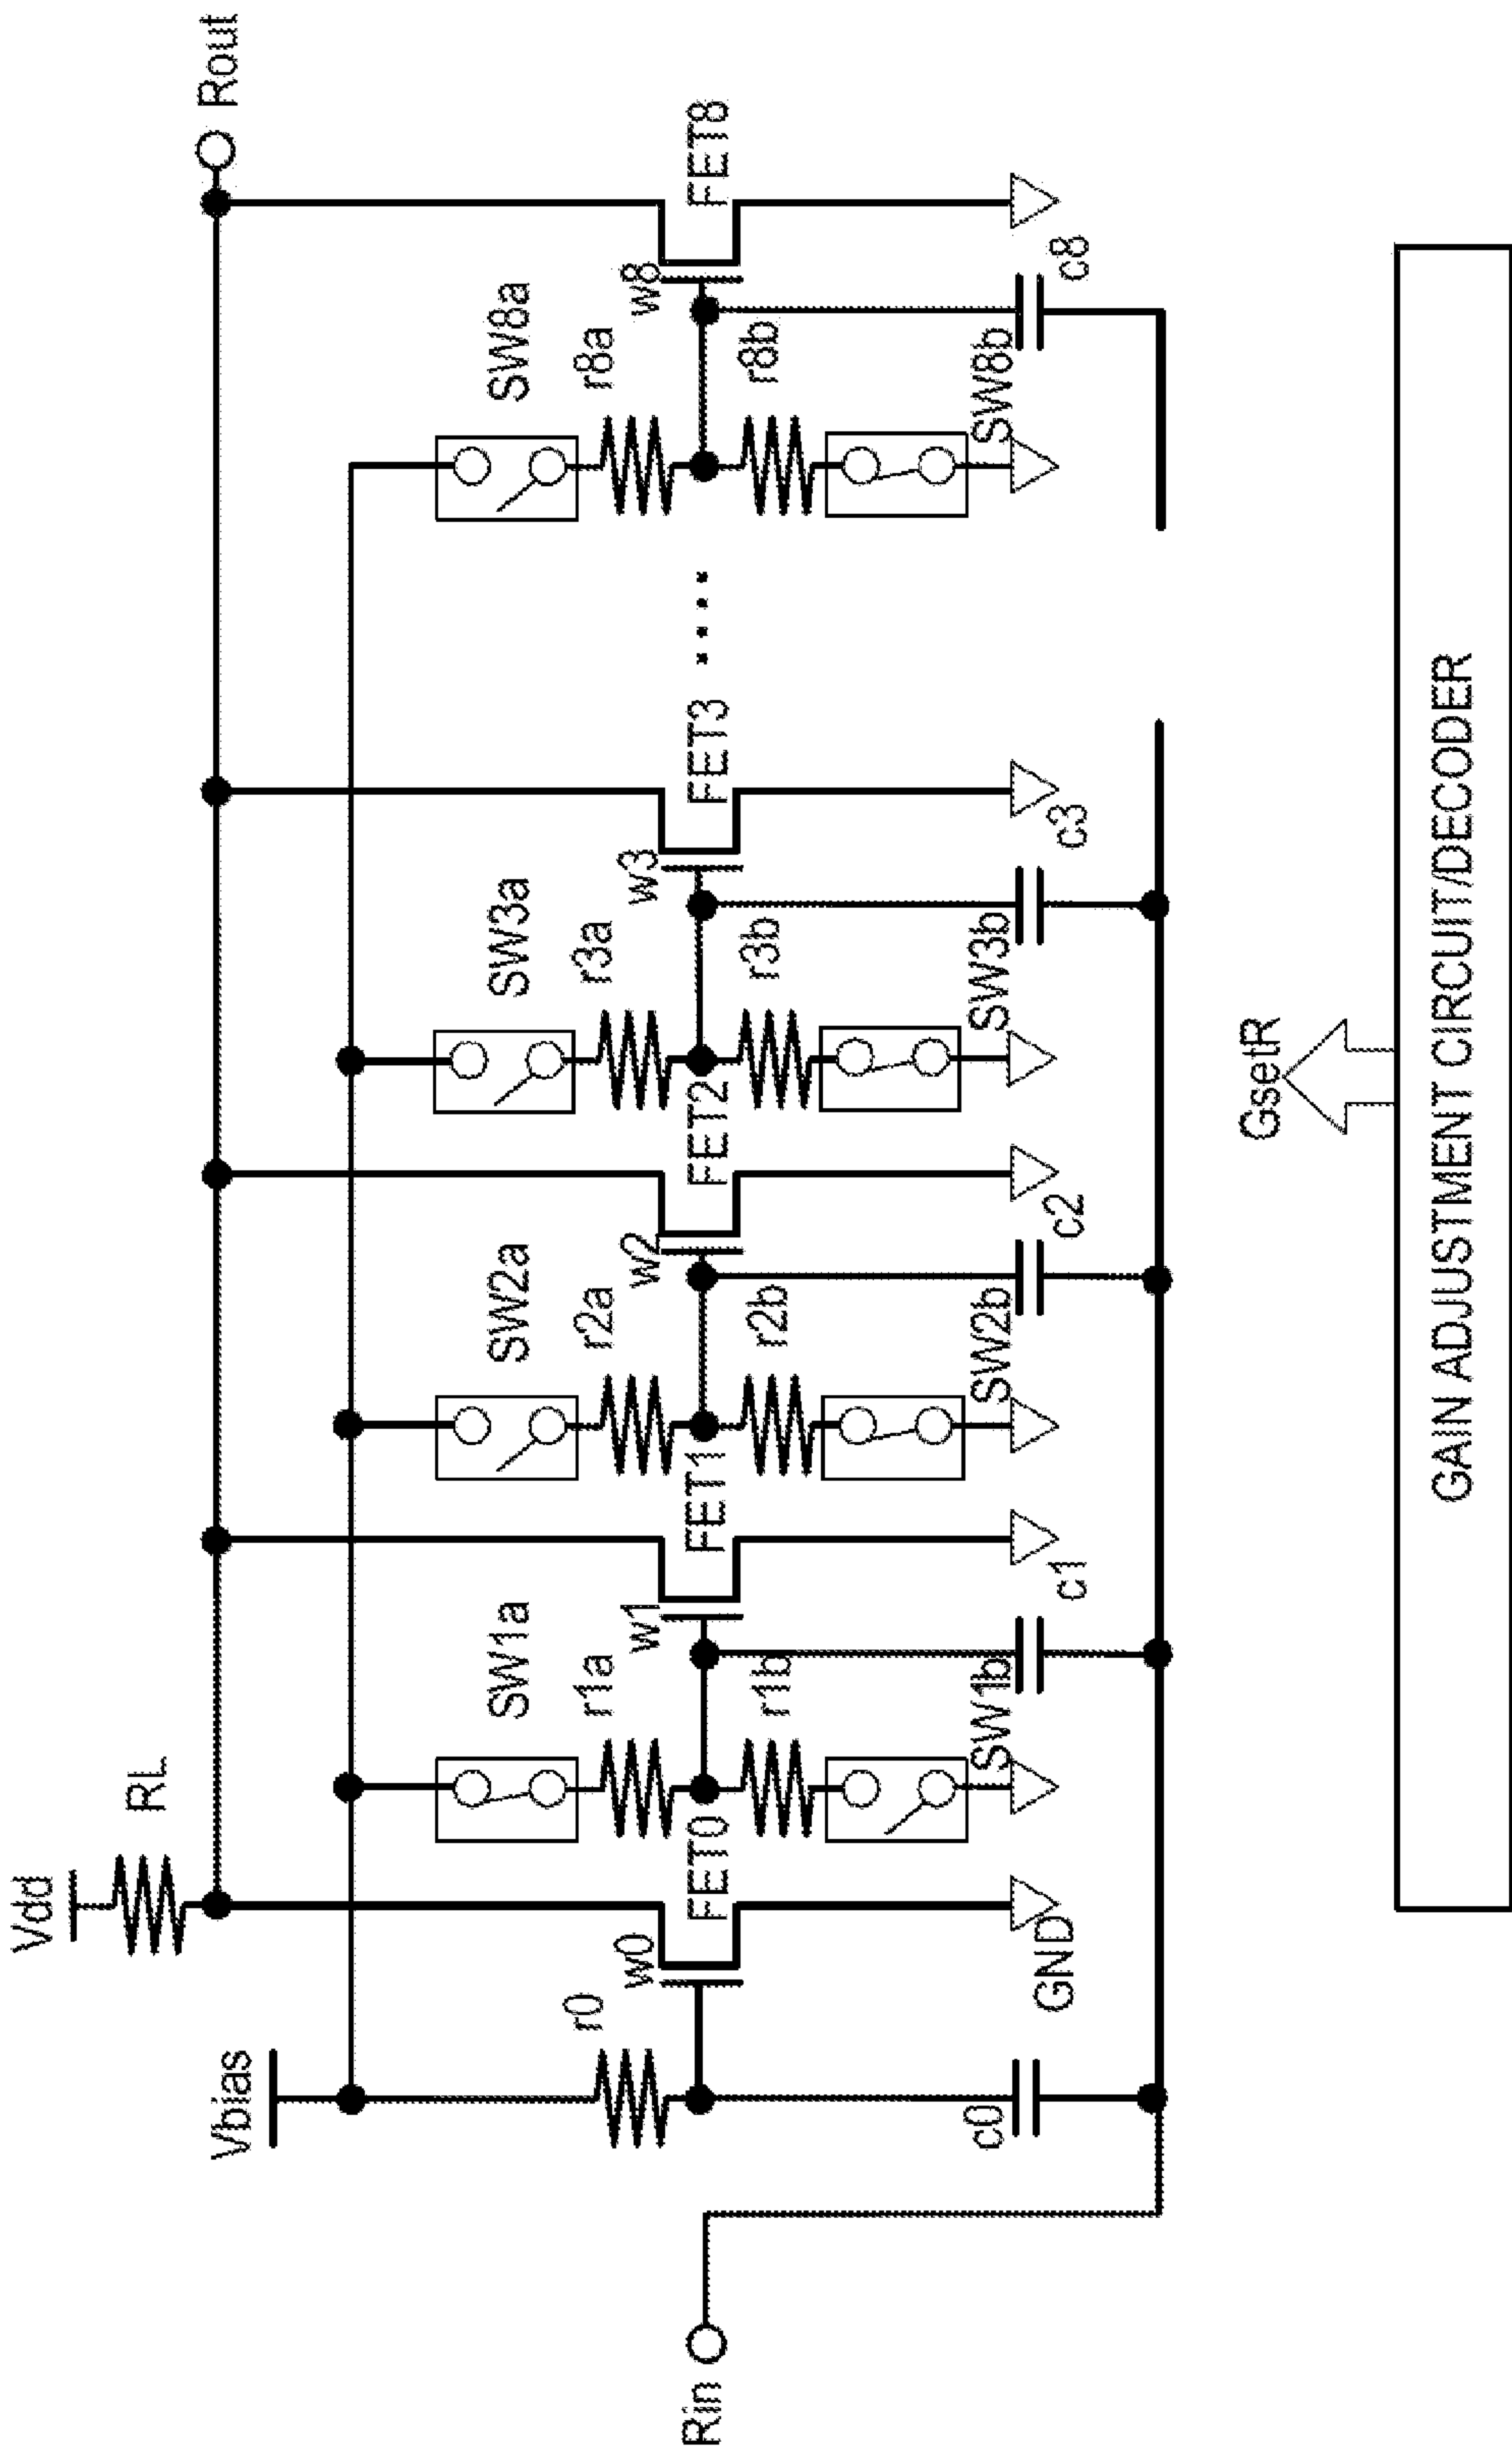 Vdd
RL
Rout
Vbias
r0
w0
FET0
c0
GND
Rin
SW1a
r1a
w1
FET1
r1b
SW1b
c1
SW2a
r2a
w2
FET2
r2b
SW2b
c2
SW3a
r3a
w3
FET3
r3b
SW3b
c3
SW8a
r8a
w8
FET8
r8b
SW8b
c8
GsetR
GAIN ADJUSTMENT CIRCUIT/DECODER